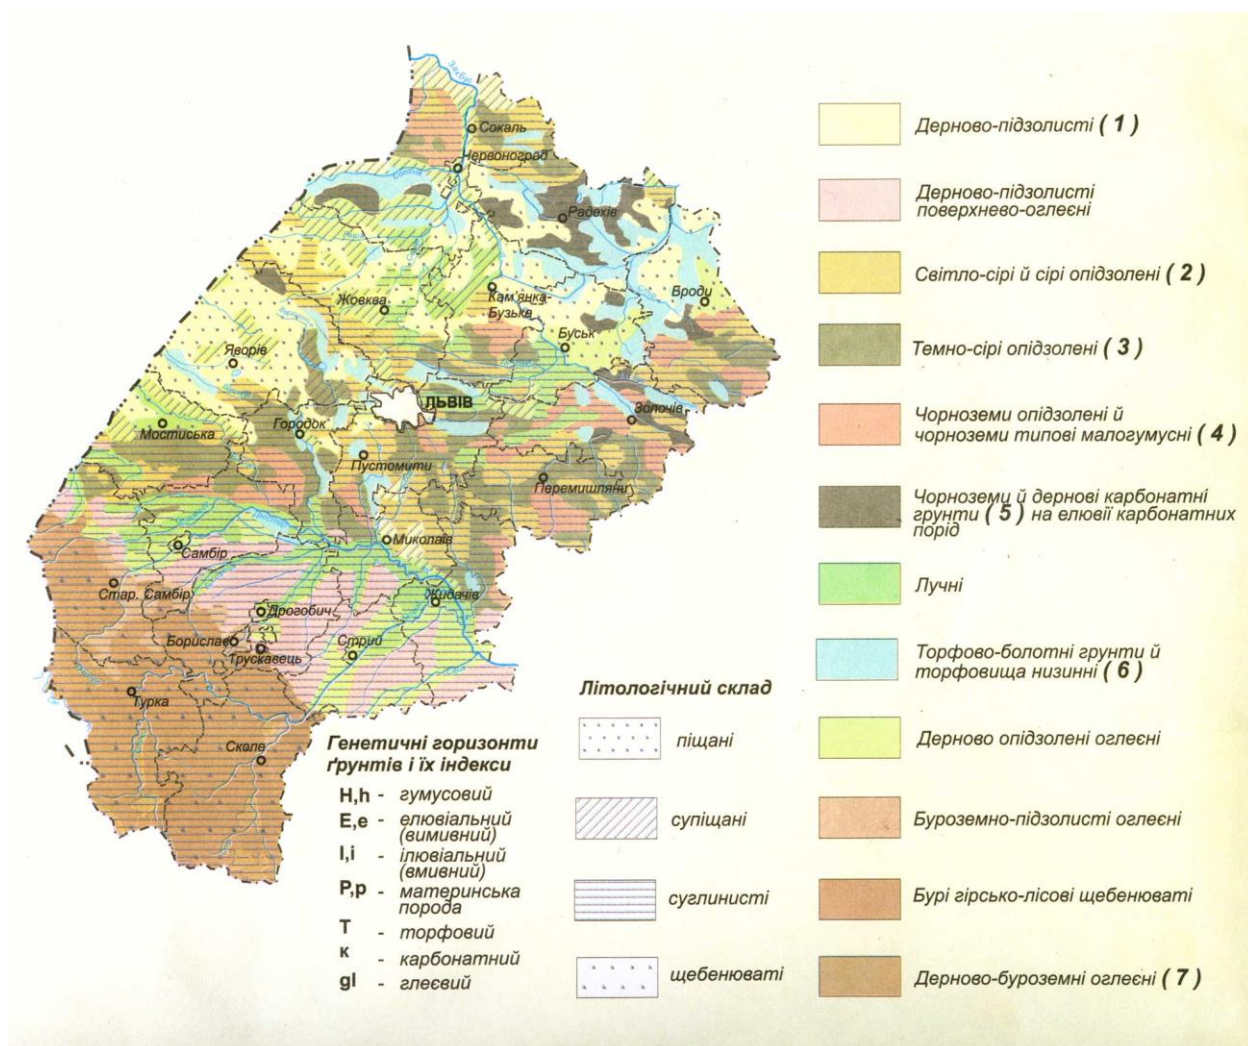 Зах.Буг
Сокаль
Червоноград
Радехів
Жовква
Кам'янка-
Бузька
Броди
Буськ
Яворів
ЛЬВІВ
Золочів
Мостиська
Городок
Пустомити
Перемишляни
Миколаїв
Самбір
Стар. Самбір
Дрогобич
Жидачів
Борислав
Трускавець
Стрий
Турка
Сколе
Дерново-підзолисті ( 1 )
Дерново-підзолисті
поверхнево-оглеєні
Світло-сірі й сірі опідзолені ( 2 )
Темно-сірі опідзолені ( 3 )
Чорноземи опідзолені й
чорноземи типові малогумусні ( 4 )
Чорноземи й дернові карбонатні
грунти ( 5 ) на елювії карбонатних
порід
Лучні
Торфово-болотні грунти й
торфовища низинні ( 6 )
Дерново опідзолені оглеєні
Буроземно-підзолисті оглеєні
Бурі гірсько-лісові щебенюваті
Дерново-буроземні оглеєні ( 7 )
Літологічний склад
піщані
супіщані
суглинисті
щебенюваті
Генетичні горизонти
ґрунтів і їх індекси
H,h - гумусовий
E,e - елювіальний
(вимивний)
I,i - ілювіальний
(вмивний)
P,p - материнська
порода
T - торфовий
к - карбонатний
gl - глеєвий